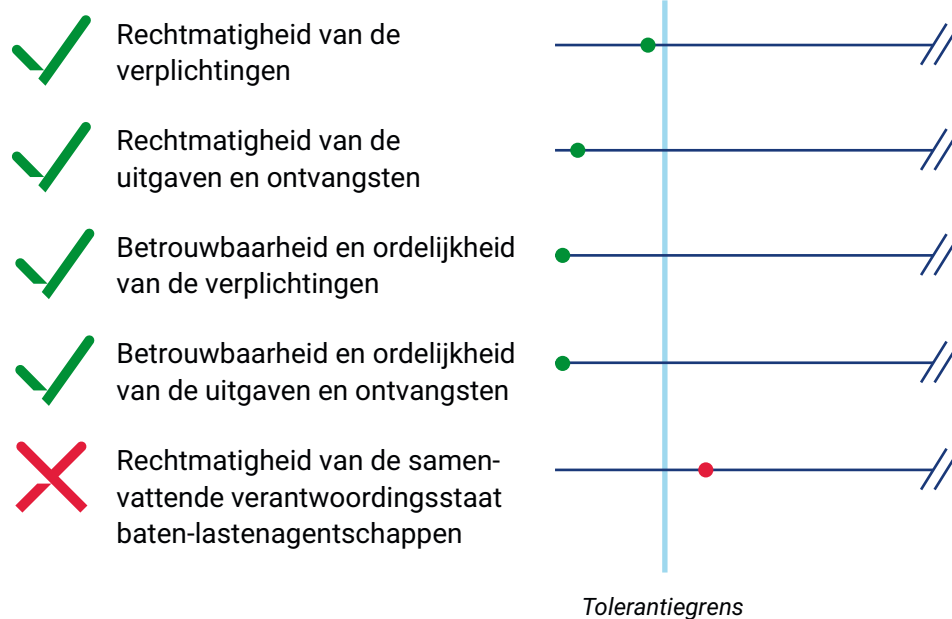 Rechtmatigheid van de
verplichtingen
Rechtmatigheid van de
uitgaven en ontvangsten
Betrouwbaarheid en ordelijkheid
van de verplichtingen
Betrouwbaarheid en ordelijkheid
van de uitgaven en ontvangsten
Rechtmatigheid van de samen-
vattende verantwoordingsstaat
baten-lastenagentschappen
Tolerantiegrens